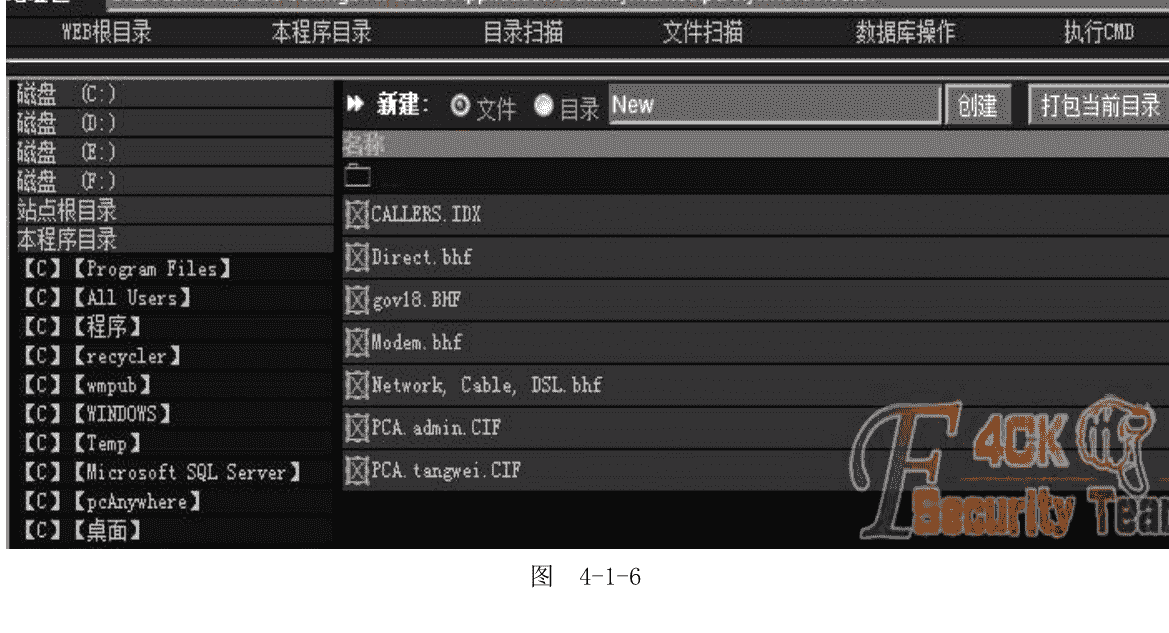 WEB根目录 本程序目录 目录扫描 文件扫描 数据库操作 执行CMD
磁盘 (C:)
磁盘 (D:)
磁盘 (E:)
磁盘 (F:)
站点根目录
本程序目录
【C】【Program Files】
【C】【All Users】
【C】【程序】
【C】【recycler】
【C】【wmpub】
【C】【WINDOWS】
【C】【Temp】
【C】【Microsoft SQL Server】
【C】【pcAnywhere】
【C】【桌面】
新建: 文件 目录 New 创建 打包当前目录
名称
CALLERS.IDX
Direct.bhf
gov18.BHF
Modem.bhf
Network, Cable, DSL.bhf
PCA.admin.CIF
PCA.tangwei.CIF
F4CK
Security Team
图 4-1-6